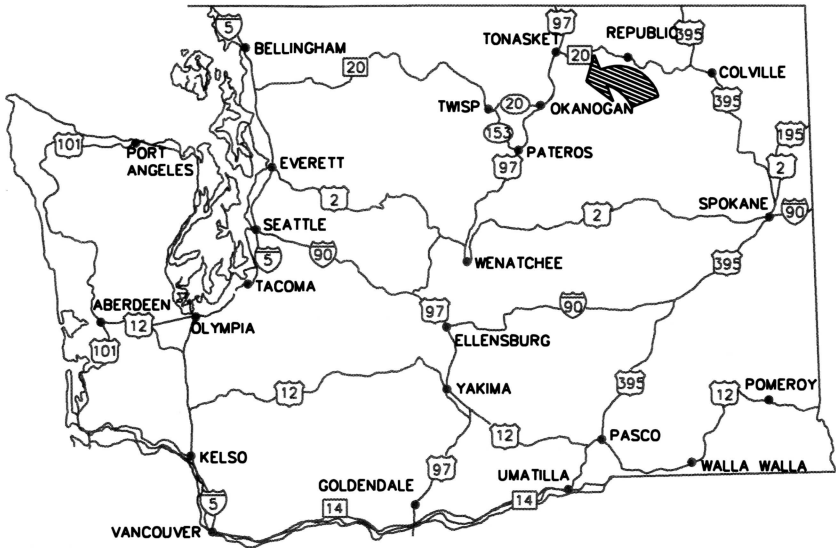 5
BELLINGHAM
20
97
TONASKET
20
REPUBLIC
395
COLVILLE
TWISP
20
OKANOGAN
153
PATEROS
97
395
195
2
101
PORT
ANGELES
EVERETT
2
2
SPOKANE
90
SEATTLE
5
90
WENATCHEE
395
TACOMA
ABERDEEN
12
OLYMPIA
101
97
ELLENSBURG
90
12
YAKIMA
395
12
POMEROY
12
PASCO
KELSO
97
WALLA WALLA
UMATILLA
GOLDENDALE
14
14
5
VANCOUVER